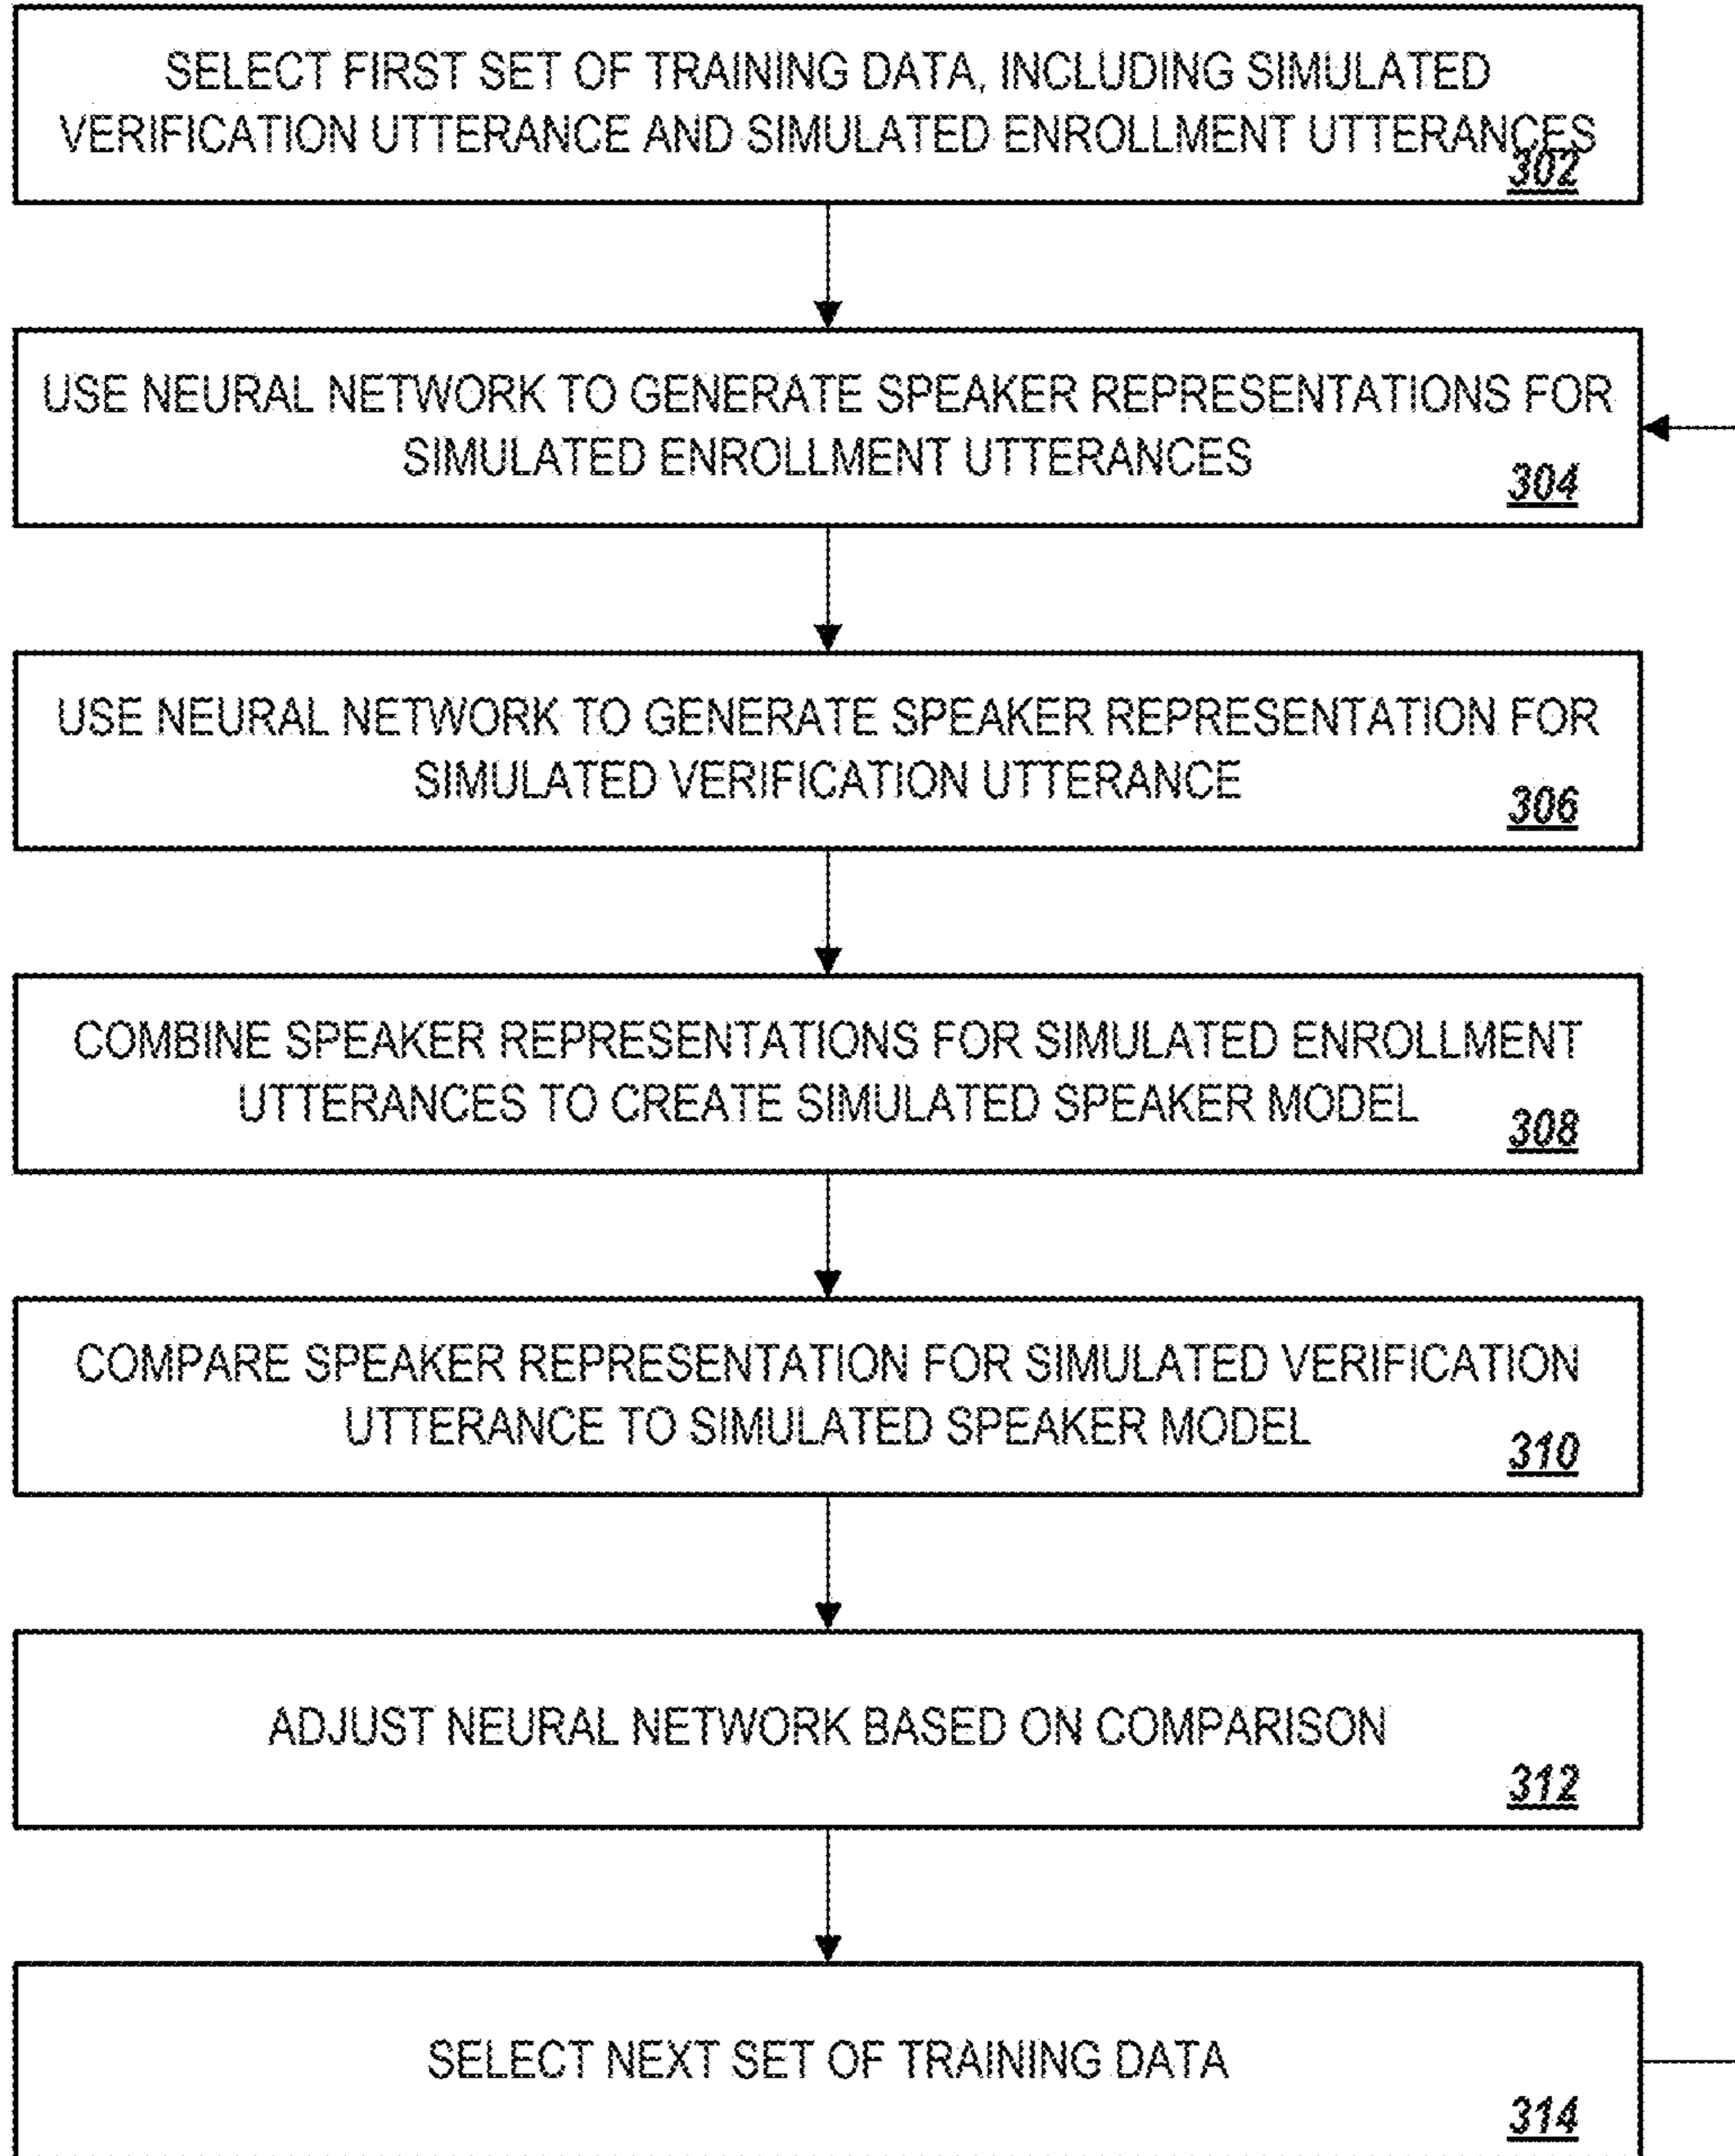 SELECT FIRST SET OF TRAINING DATA, INCLUDING SIMULATED
VERIFICATION UTTERANCE AND SIMULATED ENROLLMENT UTTERANCES
302
USE NEURAL NETWORK TO GENERATE SPEAKER REPRESENTATIONS FOR
SIMULATED ENROLLMENT UTTERANCES
304
USE NEURAL NETWORK TO GENERATE SPEAKER REPRESENTATION FOR
SIMULATED VERIFICATION UTTERANCE
306
COMBINE SPEAKER REPRESENTATIONS FOR SIMULATED ENROLLMENT
UTTERANCES TO CREATE SIMULATED SPEAKER MODEL
308
COMPARE SPEAKER REPRESENTATION FOR SIMULATED VERIFICATION
UTTERANCE TO SIMULATED SPEAKER MODEL
310
ADJUST NEURAL NETWORK BASED ON COMPARISON
312
SELECT NEXT SET OF TRAINING DATA
314